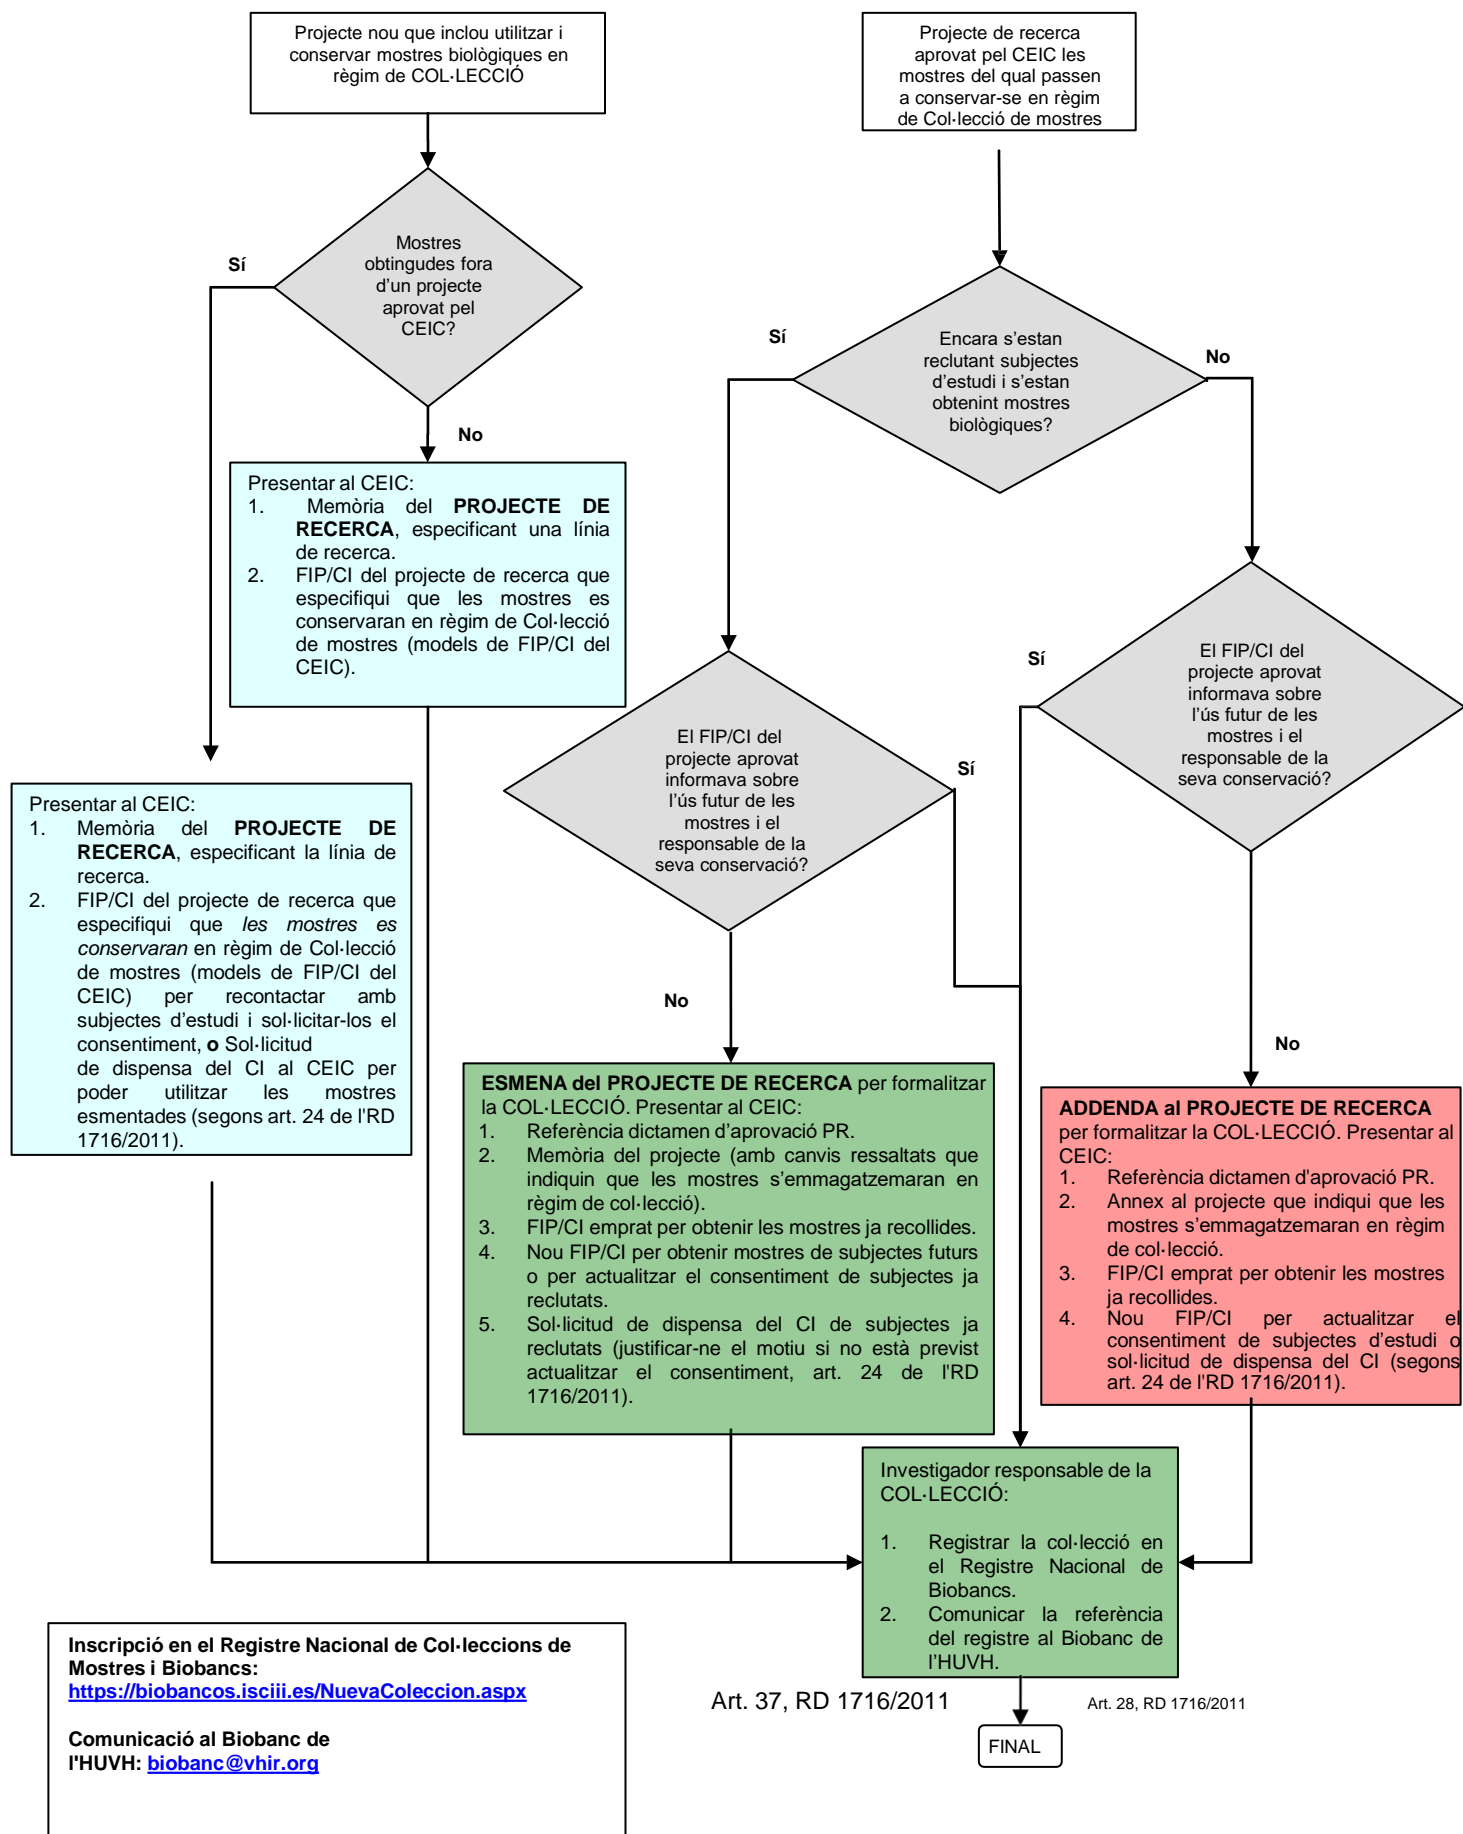 Projecte nou que inclou utilitzar i
conservar mostres biològiques en
règim de COL·LECCIÓ
Projecte de recerca
aprovat pel CEIC les
mostres del qual passen
a conservar-se en règim
de Col·lecció de mostres
Mostres
obtingudes fora
d'un projecte
aprovat pel
CEIC?
Sí
No
Encara s'estan
reclutant subjectes
d'estudi i s'estan
obtenint mostres
biològiques?
Sí
No
Presentar al CEIC:
1. Memòria del PROJECTE DE
RECERCA, especificant una línia
de recerca.
2. FIP/CI del projecte de recerca que
especifiqui que les mostres es
conservaran en règim de Col·lecció
de mostres (models de FIP/CI del
CEIC).
El FIP/CI del
projecte aprovat
informava sobre
l'ús futur de les
mostres i el
responsable de la
seva conservació?
Sí
No
El FIP/CI del
projecte aprovat
informava sobre
l'ús futur de les
mostres i el
responsable de la
seva conservació?
Sí
No
Presentar al CEIC:
1. Memòria del PROJECTE DE
RECERCA, especificant la línia de
recerca.
2. FIP/CI del projecte de recerca que
especifiqui que les mostres es
conservaran en règim de Col·lecció
de mostres (models de FIP/CI del
CEIC) per recontactar amb
subjectes d'estudi i sol·licitar-los el
consentiment, o Sol·licitud
de dispensa del CI al CEIC per
poder utilitzar les mostres
esmentades (segons art. 24 de l'RD
1716/2011).
ESMENA del PROJECTE DE RECERCA per formalitzar
la COL·LECCIÓ. Presentar al CEIC:
1. Referència dictamen d'aprovació PR.
2. Memòria del projecte (amb canvis ressaltats que
indiquin que les mostres s'emmagatzemaran en
règim de col·lecció).
3. FIP/CI emprat per obtenir les mostres ja recollides.
4. Nou FIP/CI per obtenir mostres de subjectes futurs
o per actualitzar el consentiment de subjectes ja
reclutats.
5. Sol·licitud de dispensa del CI de subjectes ja
reclutats (justificar-ne el motiu si no està previst
actualitzar el consentiment, art. 24 de l'RD
1716/2011).
ADDENDA al PROJECTE DE RECERCA
per formalitzar la COL·LECCIÓ. Presentar al
CEIC:
1. Referència dictamen d'aprovació PR.
2. Annex al projecte que indiqui que les
mostres s'emmagatzemaran en règim
de col·lecció.
3. FIP/CI emprat per obtenir les mostres
ja recollides.
4. Nou FIP/CI per actualitzar el
consentiment de subjectes d'estudi o
sol·licitud de dispensa del CI (segons
art. 24 de l'RD 1716/2011).
Investigador responsable de la
COL·LECCIÓ:
1. Registrar la col·lecció en
el Registre Nacional de
Biobancs.
2. Comunicar la referència
del registre al Biobanc de
l'HUVH.
Art. 37, RD 1716/2011
Art. 28, RD 1716/2011
FINAL
Inscripció en el Registre Nacional de Col·leccions de
Mostres i Biobancs:
https://biobancos.isciii.es/NuevaColeccion.aspx
Comunicació al Biobanc de
l'HUVH: biobanc@vhir.org